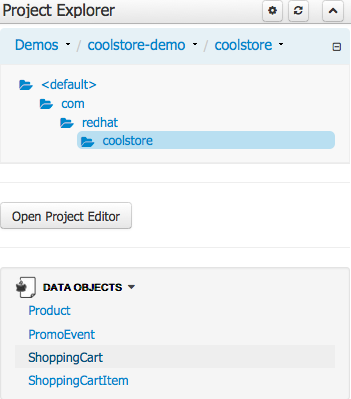 Project Explorer
Demos / coolstore-demo / coolstore
<default>
com
redhat
coolstore
Open Project Editor
DATA OBJECTS
Product
PromoEvent
ShoppingCart
ShoppingCartItem